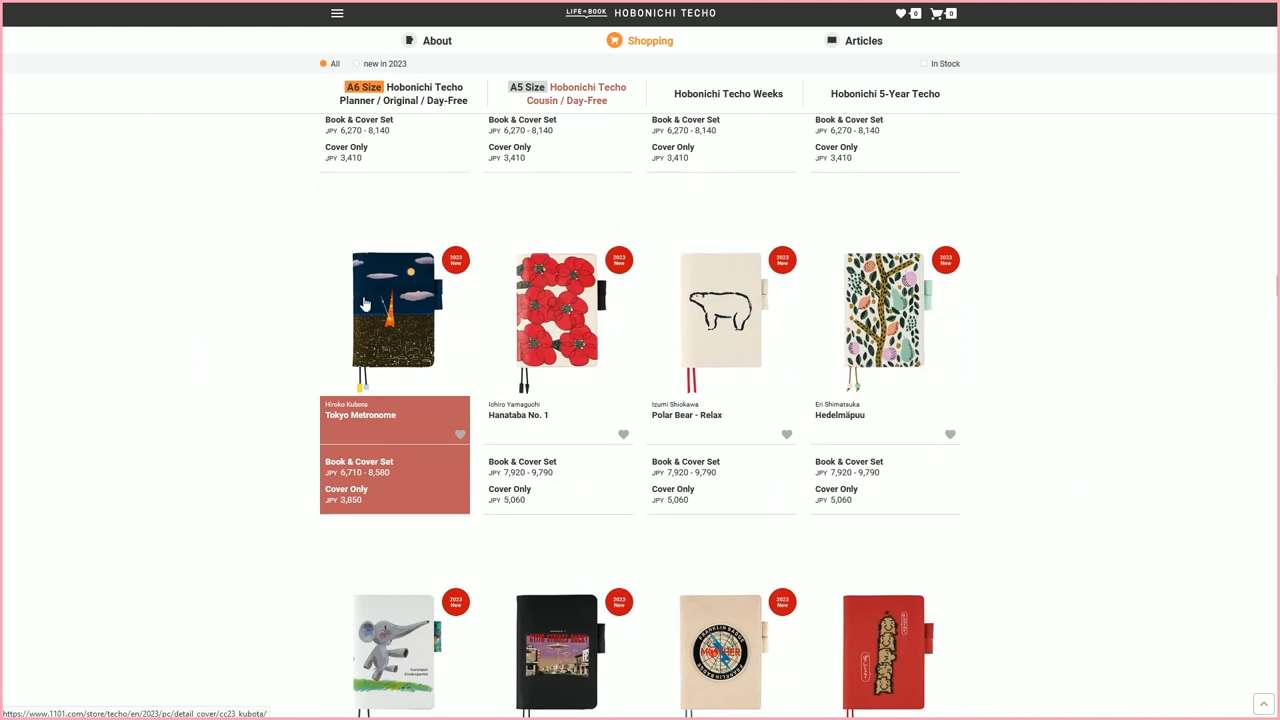 LIFE BOOK HOBONICHI TECHO
0 0
About
Shopping
Articles
All
new in 2023
In Stock
A6 Size Hobonichi Techo
Planner / Original / Day-Free
A5 Size Hobonichi Techo
Cousin / Day-Free
Hobonichi Techo Weeks
Hobonichi 5-Year Techo
Book & Cover Set
JPY 6,270 - 8,140
Cover Only
JPY 3,410
Book & Cover Set
JPY 6,270 - 8,140
Cover Only
JPY 3,410
Book & Cover Set
JPY 6,270 - 8,140
Cover Only
JPY 3,410
Book & Cover Set
JPY 6,270 - 8,140
Cover Only
JPY 3,410
2023
New
Hiroko Kubota
Tokyo Metronome
Book & Cover Set
JPY 6,710 - 8,580
Cover Only
JPY 3,850
2023
New
Ichiro Yamaguchi
Hanataba No. 1
Book & Cover Set
JPY 7,920 - 9,790
Cover Only
JPY 5,060
2023
New
Izumi Shiokawa
Polar Bear - Relax
Book & Cover Set
JPY 7,920 - 9,790
Cover Only
JPY 5,060
2023
New
Eri Shimatsuka
Hedelmäpuu
Book & Cover Set
JPY 7,920 - 9,790
Cover Only
JPY 5,060
2023
New
2023
New
2023
New
FRANKLIN BADGE
MOTHER
FRANKLIN BADGE
https://www.1101.com/store/techo/en/2023/pc/detail_cover/cc23_kubota/